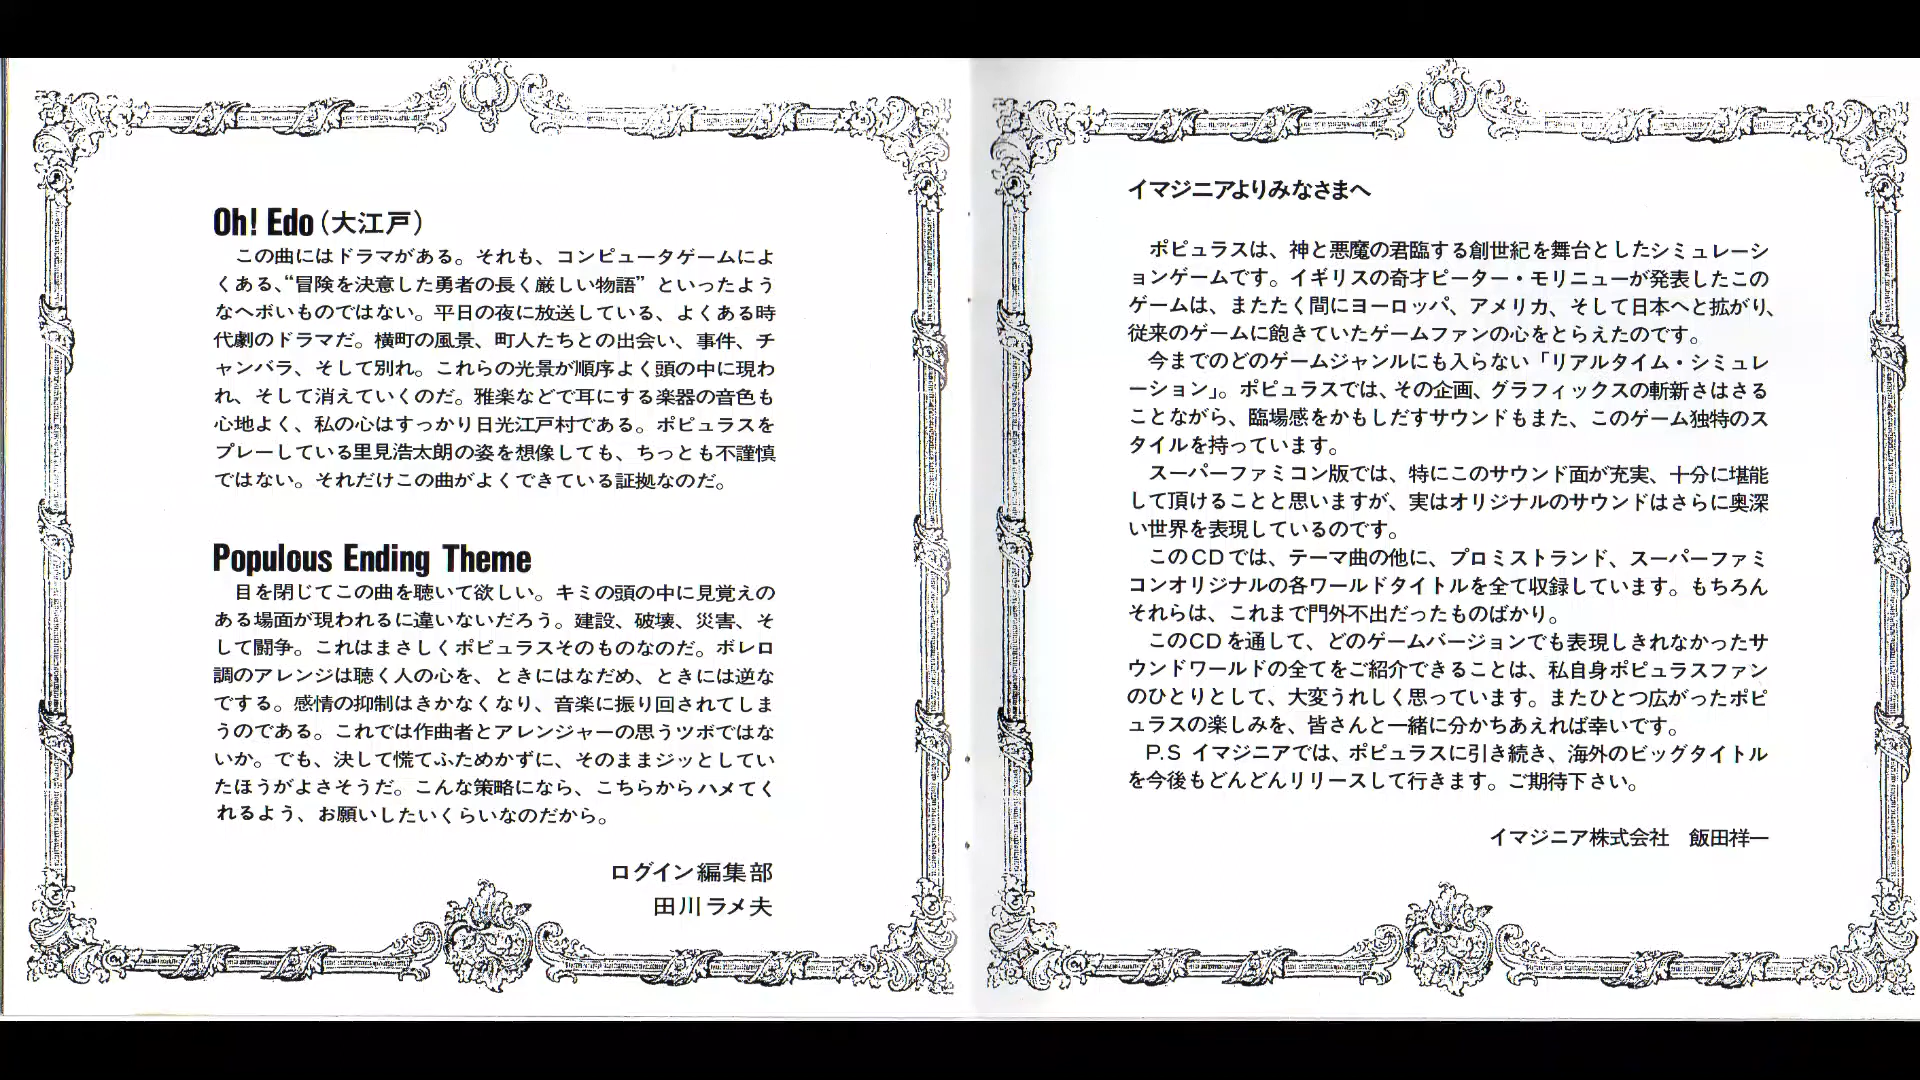 Oh! Edo（大江戸）
この曲にはドラマがある。それも、コンピュータゲームによ
くある、“冒険を決意した勇者の長く厳しい物語”といったよう
なヘボいものではない。平日の夜に放送している、よくある時
代劇のドラマだ。横町の風景、町人たちとの出会い、事件、チ
ャンバラ、そして別れ。これらの光景が順序よく頭の中に現わ
れ、そして消えていくのだ。雅楽などで耳にする楽器の音色も
心地よく、私の心はすっかり日光江戸村である。ポピュラスを
プレーしている里見浩太朗の姿を想像しても、ちっとも不謹慎
ではない。それだけこの曲がよくできている証拠なのだ。
Populous Ending Theme
目を閉じてこの曲を聴いて欲しい。キミの頭の中に見覚えの
ある場面が現われるに違いないだろう。建設、破壊、災害、そ
して闘争。これはまさしくポピュラスそのものなのだ。ボレロ
調のアレンジは聴く人の心を、ときにはなだめ、ときには逆な
でする。感情の抑制はきかなくなり、音楽に振り回されてしま
うのである。これでは作曲者とアレンジャーの思うツボではな
いか。でも、決して慌てふためかずに、そのままジッとしてい
たほうがよさそうだ。こんな策略になら、こちらからハメてく
れるよう、お願いしたいくらいなのだから。
ログイン編集部
田川ラメ夫
イマジニアよりみなさまへ
ポピュラスは、神と悪魔の君臨する創世紀を舞台としたシミュレーシ
ョンゲームです。イギリスの奇才ピーター・モリニューが発表したこの
ゲームは、またたく間にヨーロッパ、アメリカ、そして日本へと拡がり、
従来のゲームに飽きていたゲームファンの心をとらえたのです。
今までのどのゲームジャンルにも入らない「リアルタイム・シミュレ
ーション」。ポピュラスでは、その企画、グラフィックスの斬新さはさる
ことながら、臨場感をかもしだすサウンドもまた、このゲーム独特のス
タイルを持っています。
スーパーファミコン版では、特にこのサウンド面が充実、十分に堪能
して頂けることと思いますが、実はオリジナルのサウンドはさらに奥深
い世界を表現しているのです。
このCDでは、テーマ曲の他に、プロミストランド、スーパーファミ
コンオリジナルの各ワールドタイトルを全て収録しています。もちろん
それらは、これまで門外不出だったものばかり。
このCDを通して、どのゲームバージョンでも表現しきれなかったサ
ウンドワールドの全てをご紹介できることは、私自身ポピュラスファン
のひとりとして、大変うれしく思っています。またひとつ広がったポピ
ュラスの楽しみを、皆さんと一緒に分かちあえれば幸いです。
P.S イマジニアでは、ポピュラスに引き続き、海外のビッグタイトル
を今後もどんどんリリースして行きます。ご期待下さい。
イマジニア株式会社　飯田祥一